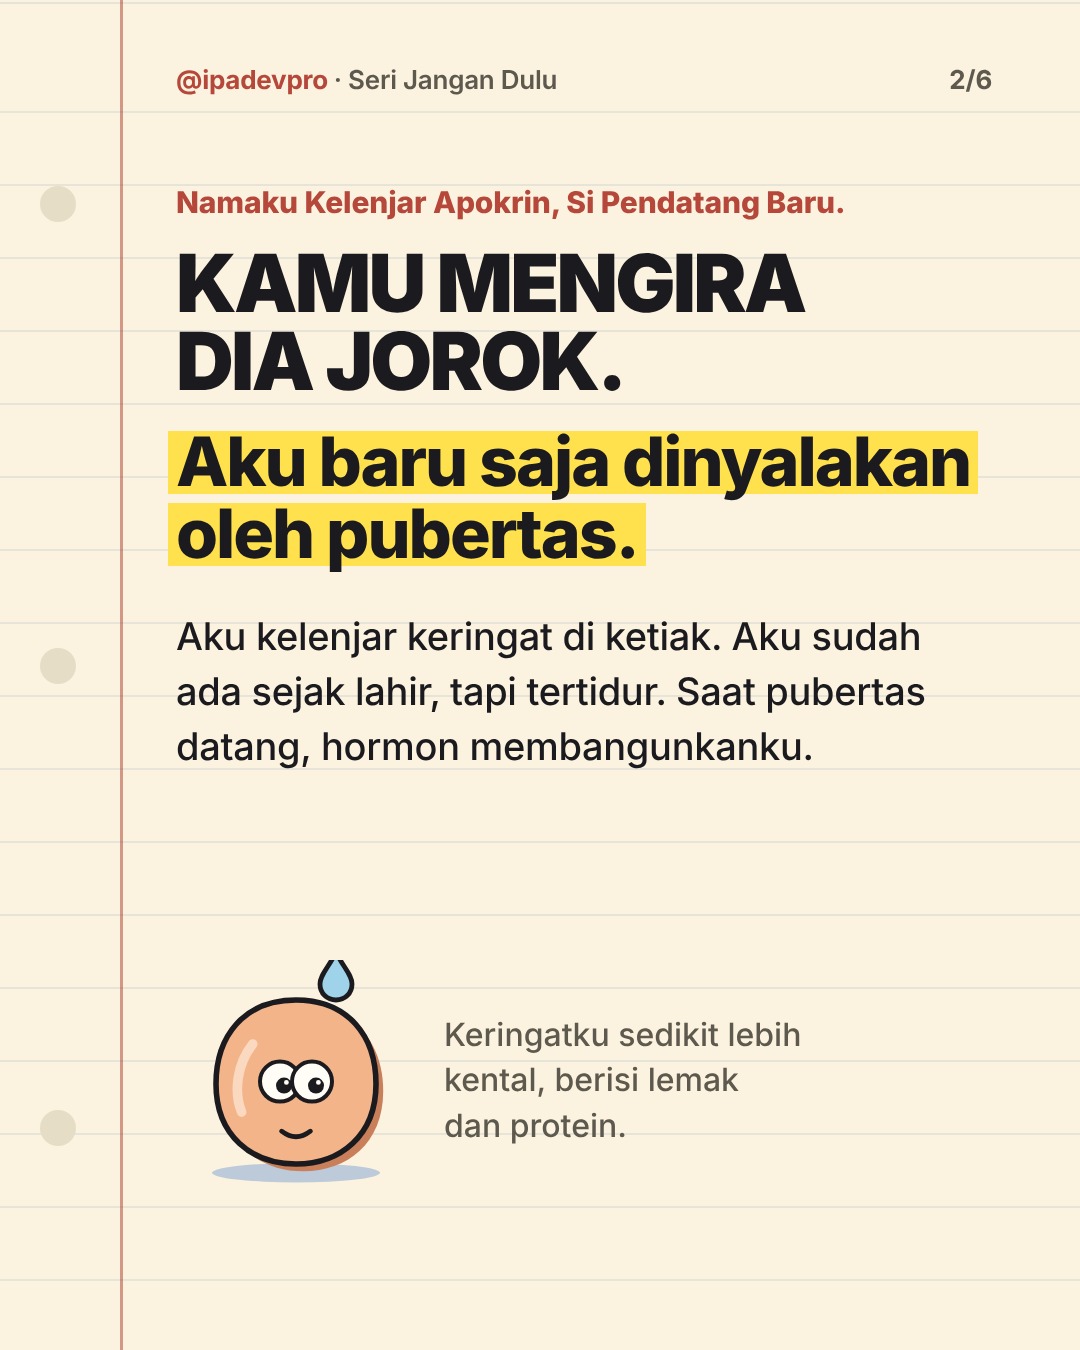 @ipadevpro · Seri Jangan Dulu
2/6
Namaku Kelenjar Apokrin, Si Pendatang Baru.
KAMU MENGIRA
DIA JOROK.
Aku baru saja dinyalakan
oleh pubertas.
Aku kelenjar keringat di ketiak. Aku sudah
ada sejak lahir, tapi tertidur. Saat pubertas
datang, hormon membangunkanku.
Keringatku sedikit lebih
kental, berisi lemak
dan protein.